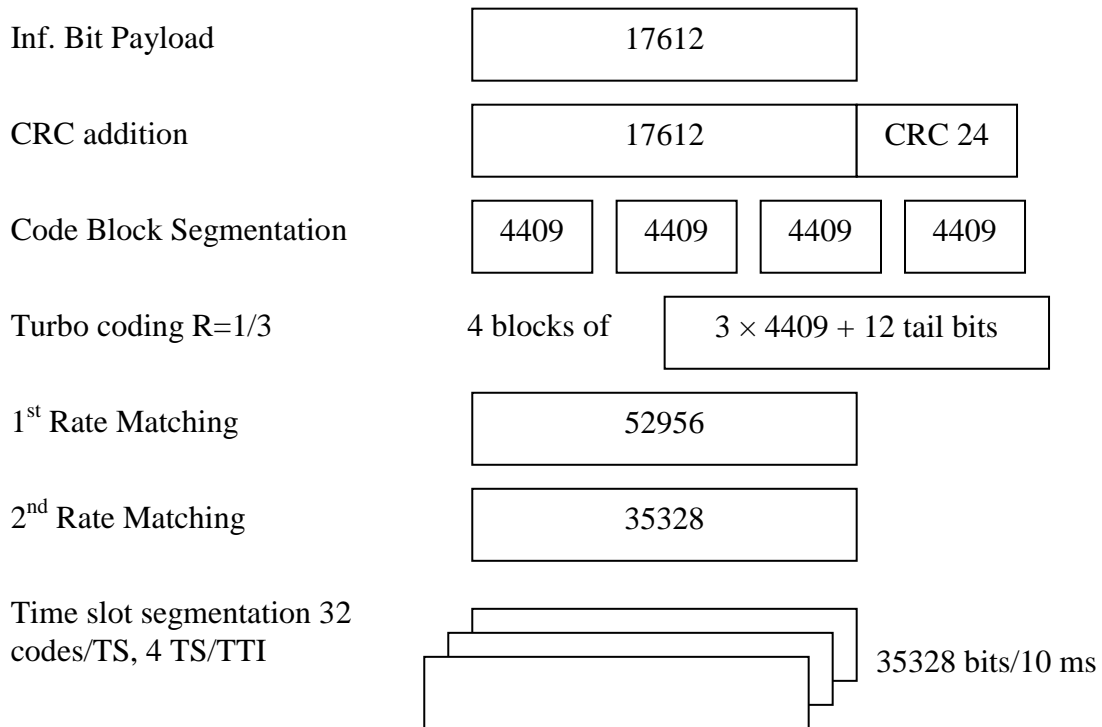 Inf. Bit Payload
17612
CRC addition
17612
CRC 24
Code Block Segmentation
4409
4409
4409
4409
Turbo coding R=1/3
4 blocks of
3 × 4409 + 12 tail bits
1st Rate Matching
52956
2nd Rate Matching
35328
Time slot segmentation 32
codes/TS, 4 TS/TTI
35328 bits/10 ms